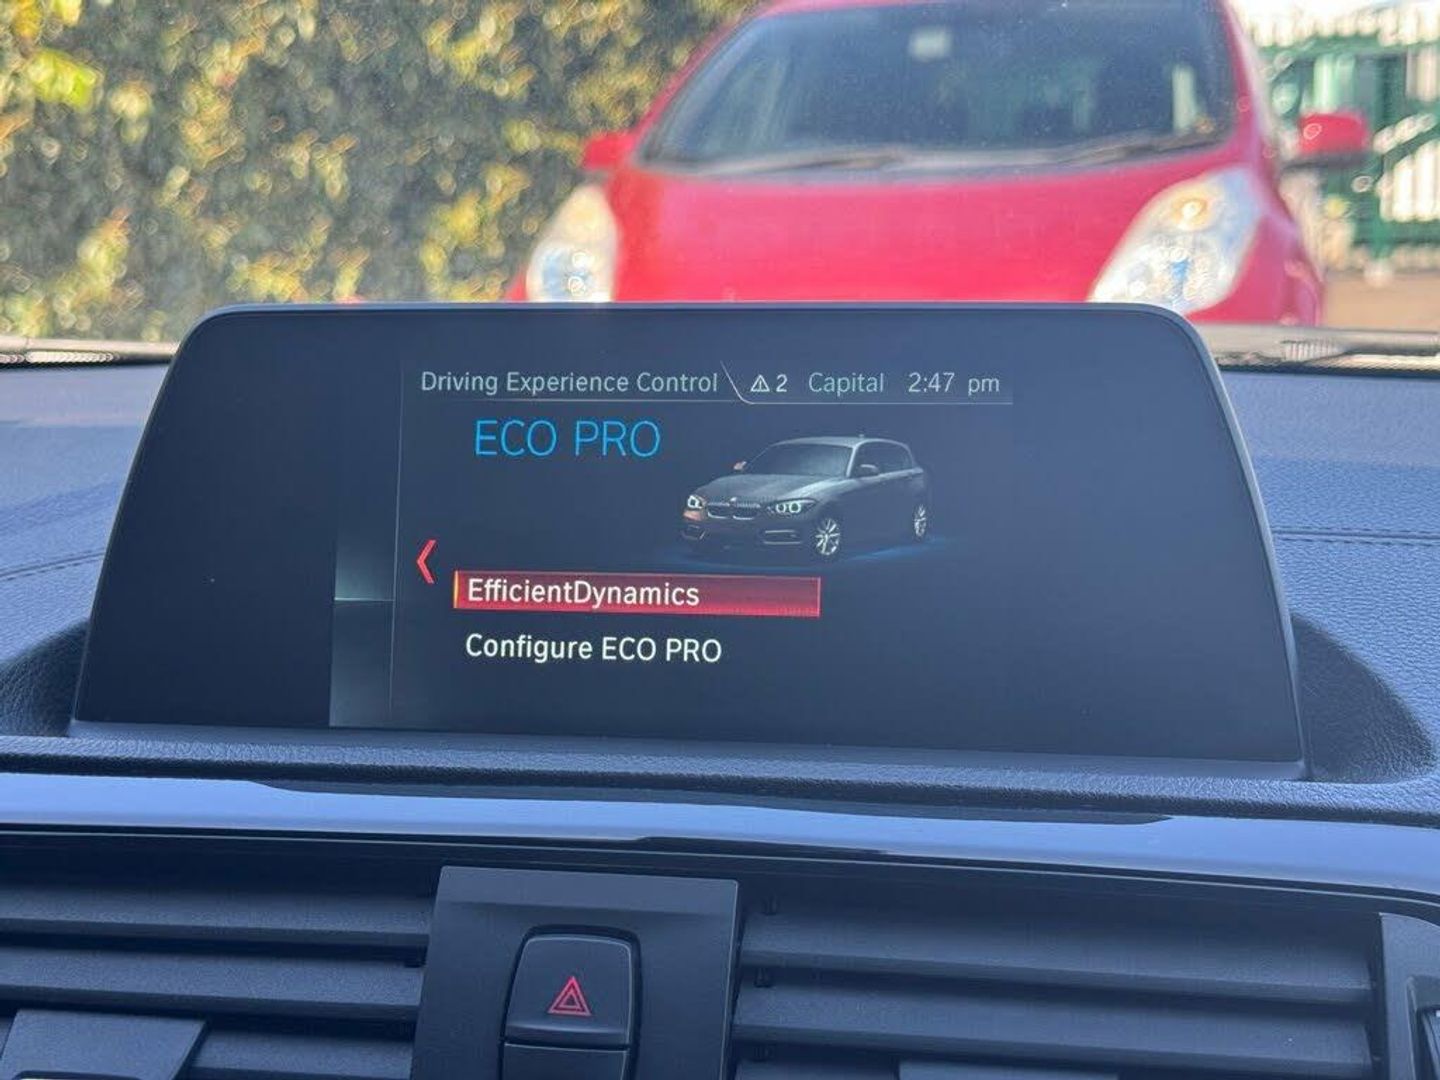 Driving Experience Control 2 Capital 2:47 pm
ECO PRO
EfficientDynamics
Configure ECO PRO